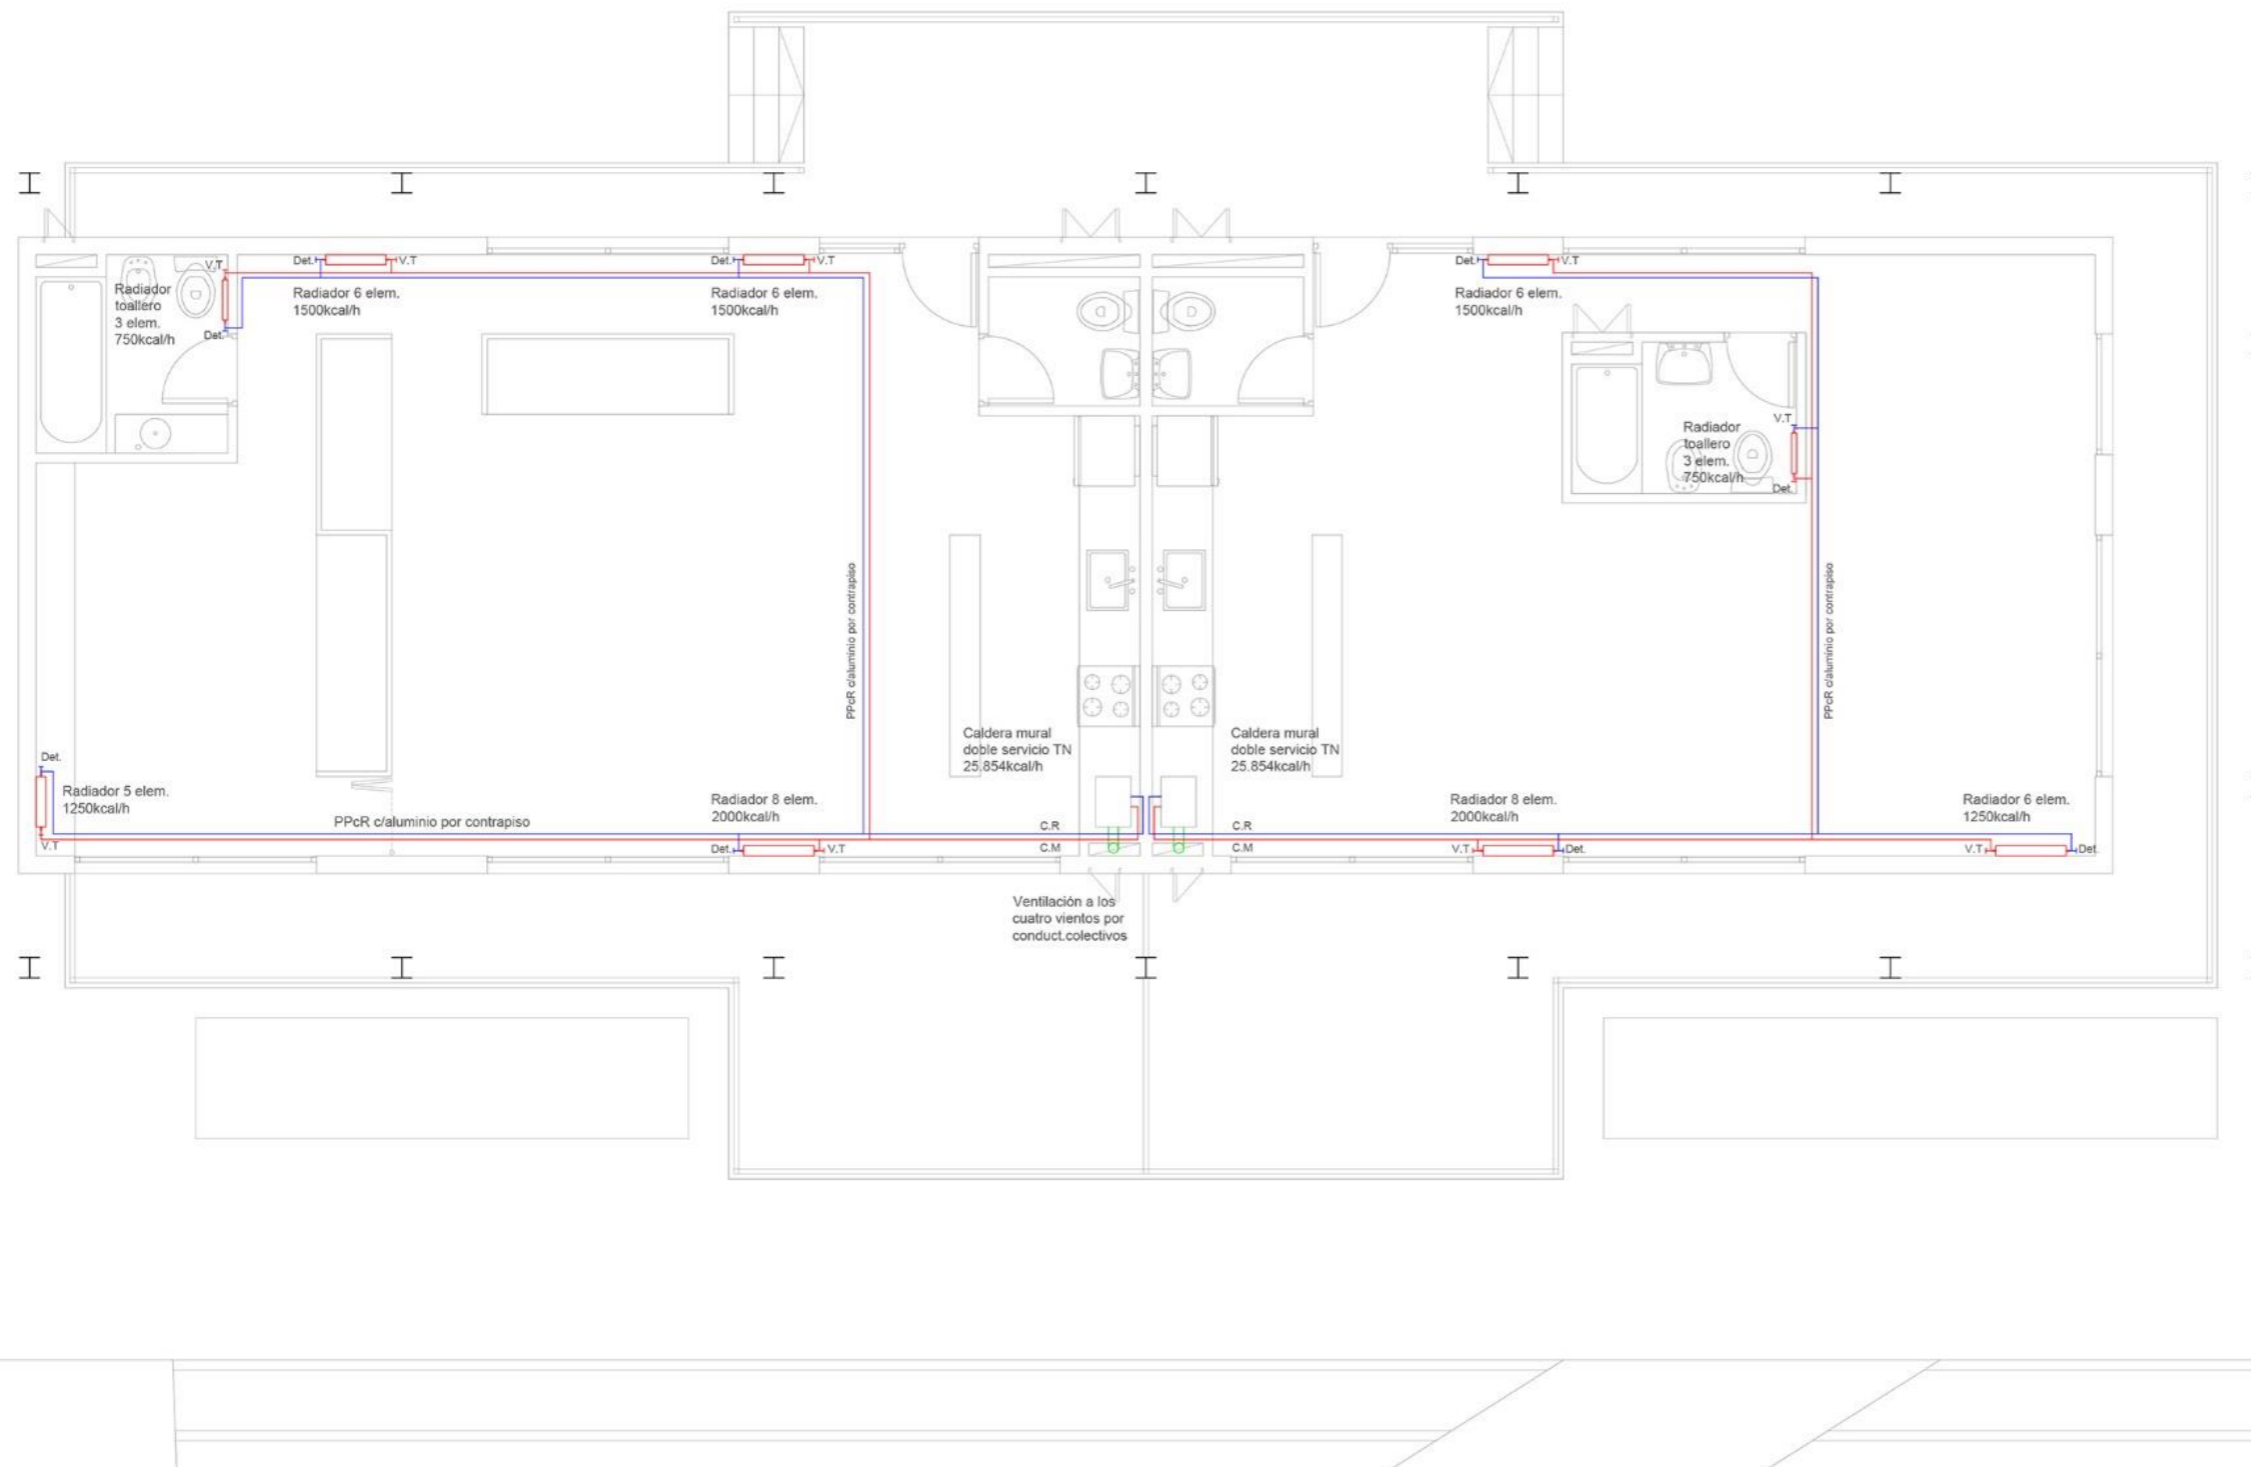 V.T
Det.
V.T
Det.
V.T
Det.
V.T
Radiador
toallero
3 elem.
750kcal/h
Det.
Radiador 6 elem.
1500kcal/h
Radiador 6 elem.
1500kcal/h
Radiador 6 elem.
1500kcal/h
V.T
Radiador
toallero
3 elem.
750kcal/h
Det.
PPcR c/aluminio por contrapiso
PPcR c/aluminio por contrapiso
Caldera mural
doble servicio TN
25.854kcal/h
Caldera mural
doble servicio TN
25.854kcal/h
Det.
Radiador 5 elem.
1250kcal/h
V.T
PPcR c/aluminio por contrapiso
Radiador 8 elem.
2000kcal/h
Det.
V.T
C.R
C.M
C.R
C.M
Radiador 8 elem.
2000kcal/h
V.T
Det.
Radiador 6 elem.
1250kcal/h
V.T
Det.
Ventilación a los
cuatro vientos por
conduct.colectivos